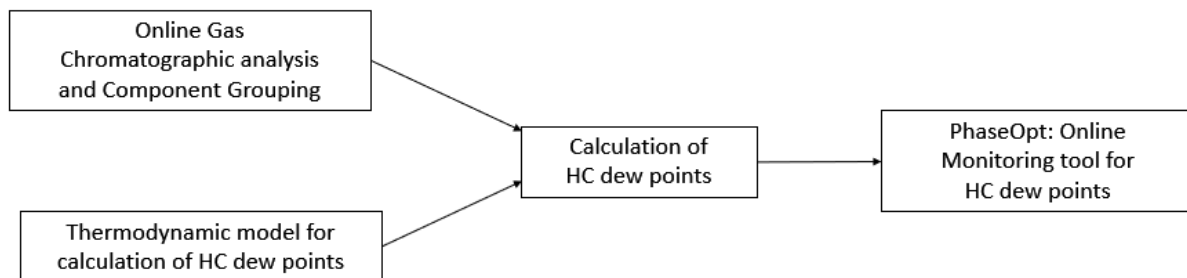 Online Gas
Chromatographic analysis
and Component Grouping
Thermodynamic model for
calculation of HC dew points
Calculation of
HC dew points
PhaseOpt: Online
Monitoring tool for
HC dew points